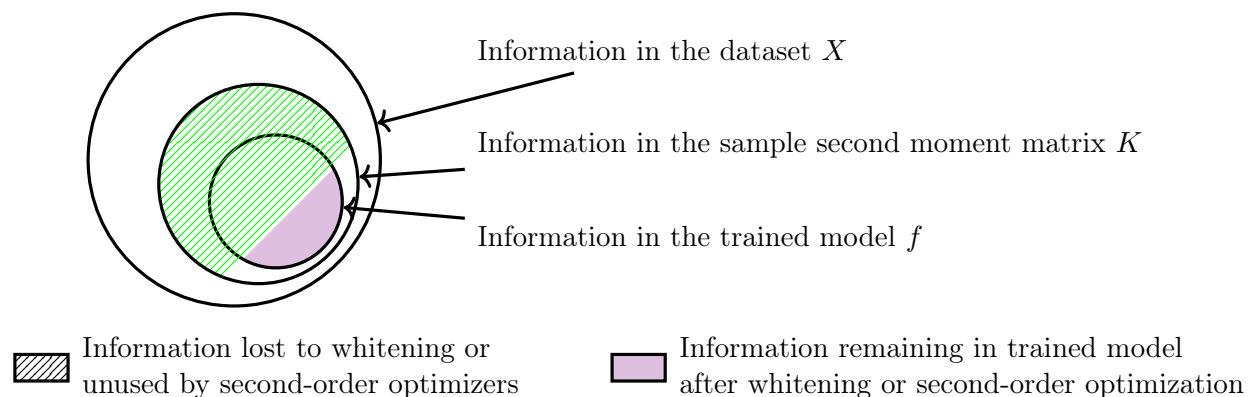 Information in the dataset X
Information in the sample second moment matrix K
Information in the trained model f
Information lost to whitening or
unused by second-order optimizers
Information remaining in trained model
after whitening or second-order optimization